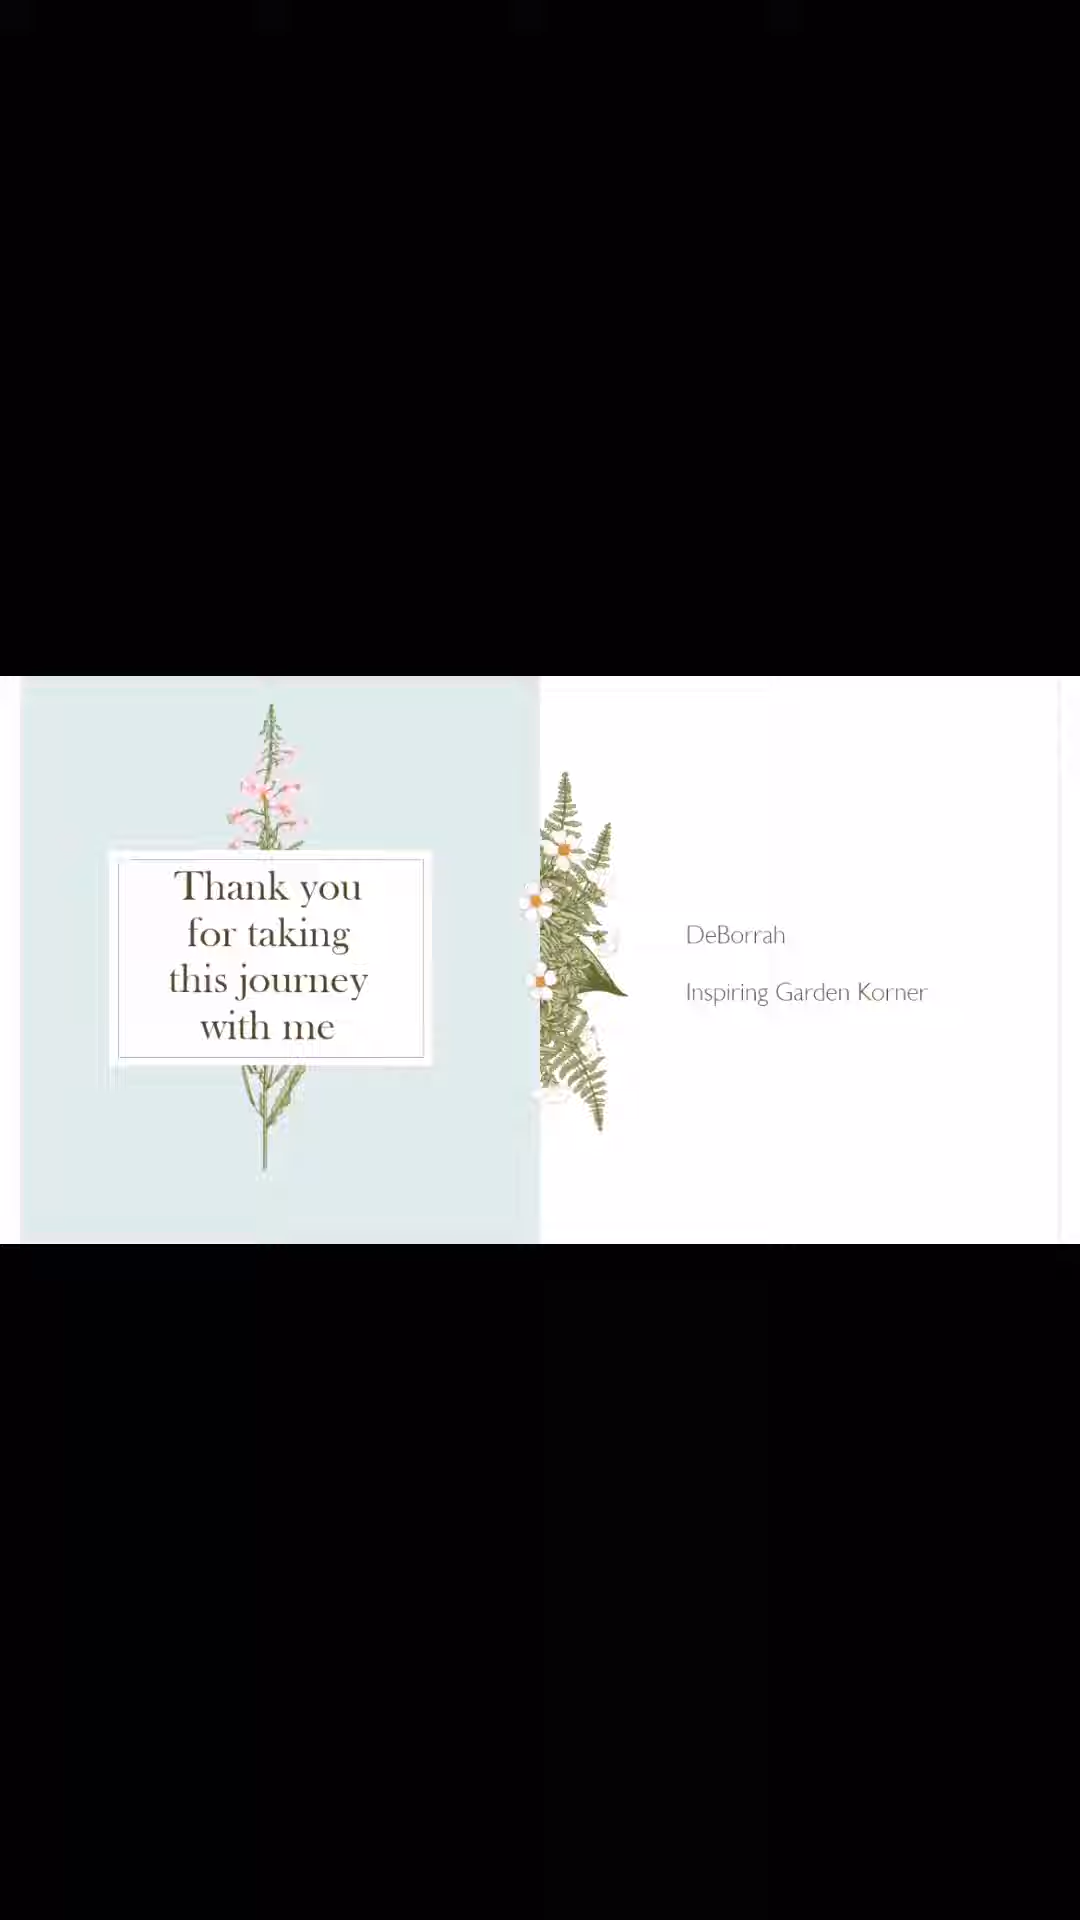 Thank you
for taking
this journey
with me
DeBorrah
Inspiring Garden Korner